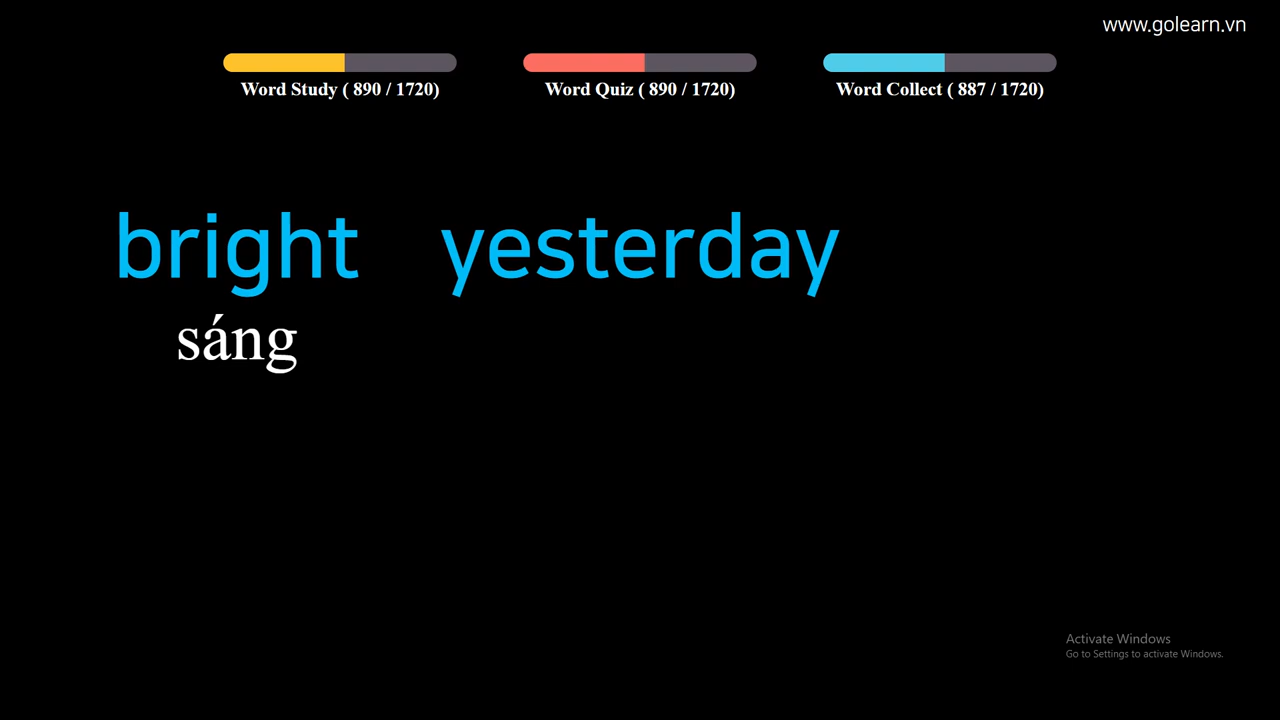 www.golearn.vn
Word Study ( 890 / 1720)
Word Quiz ( 890 / 1720)
Word Collect ( 887 / 1720)
bright yesterday
sáng
Activate Windows
Go to Settings to activate Windows.